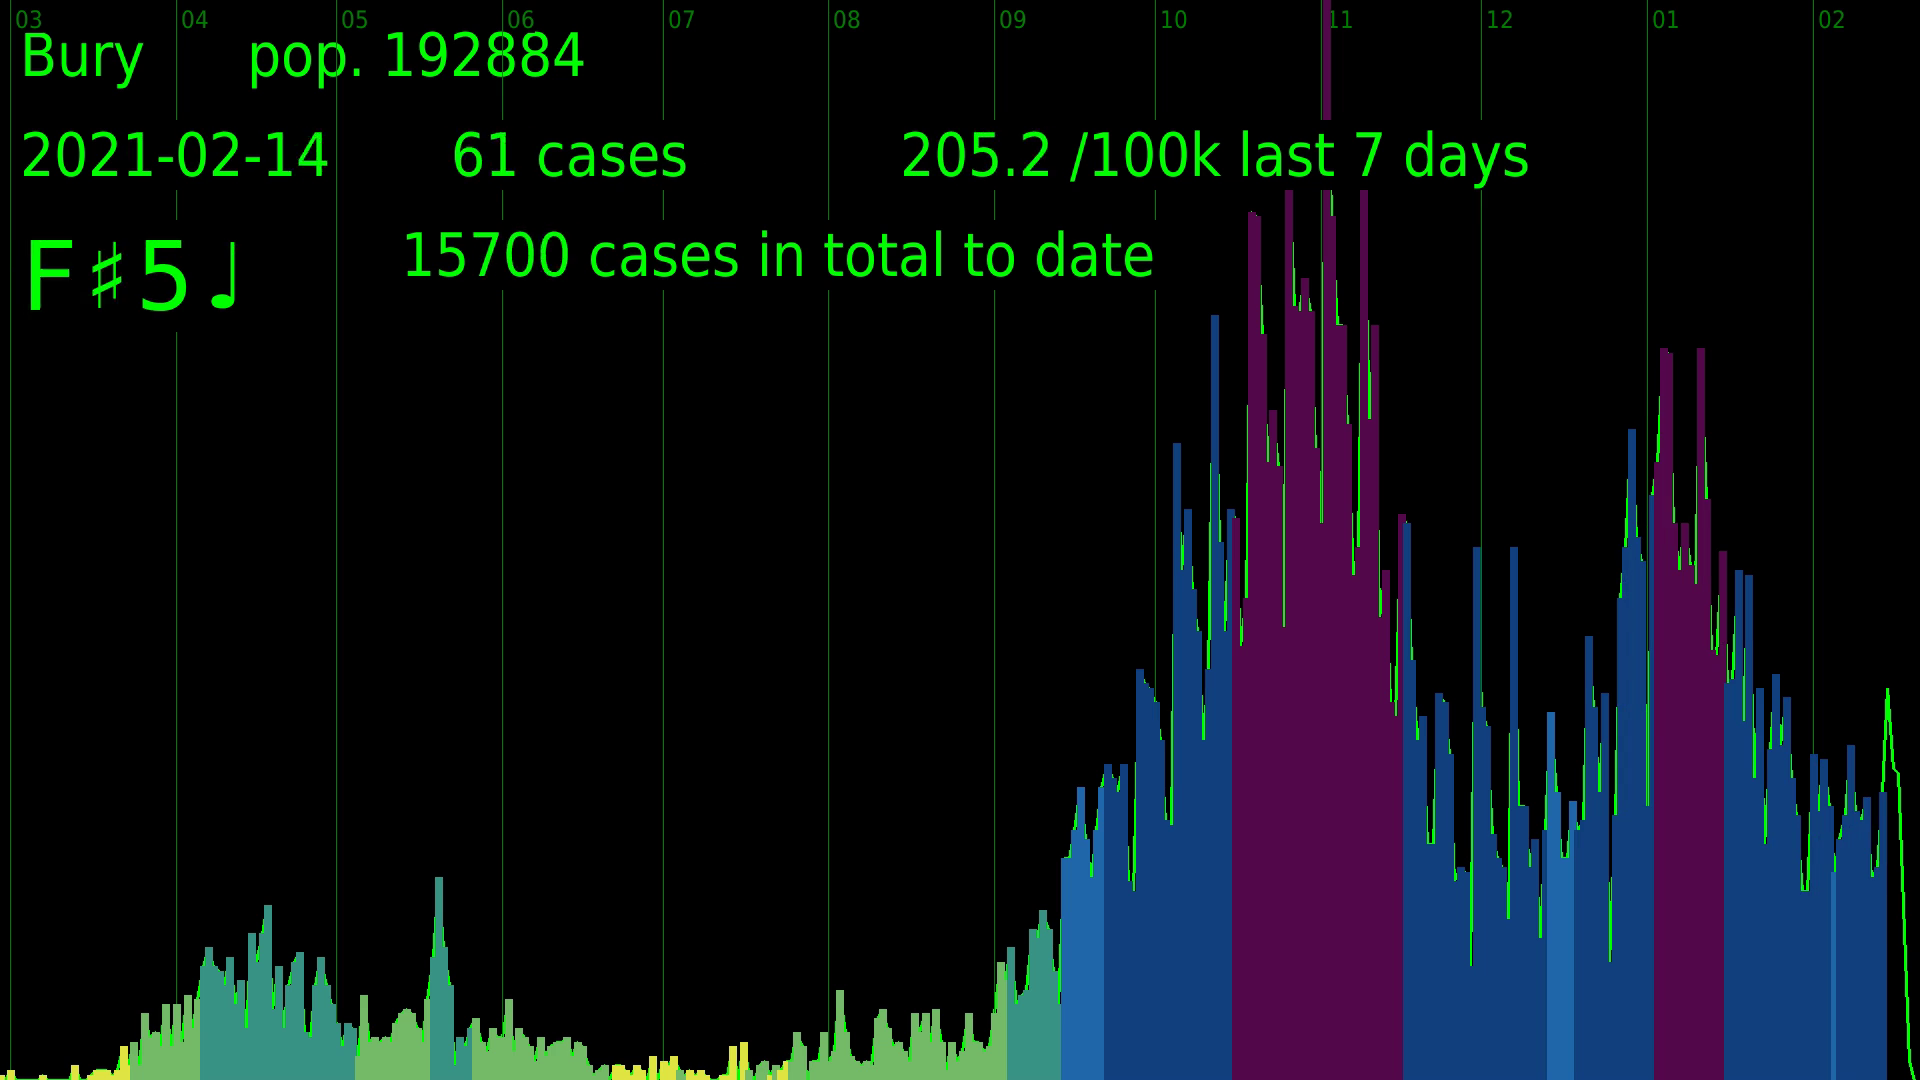 03 04 05 06 07 08 09 10 11 12 01 02
Bury pop. 192884
2021-02-14 61 cases 205.2 /100k last 7 days
F♯5♩ 15700 cases in total to date